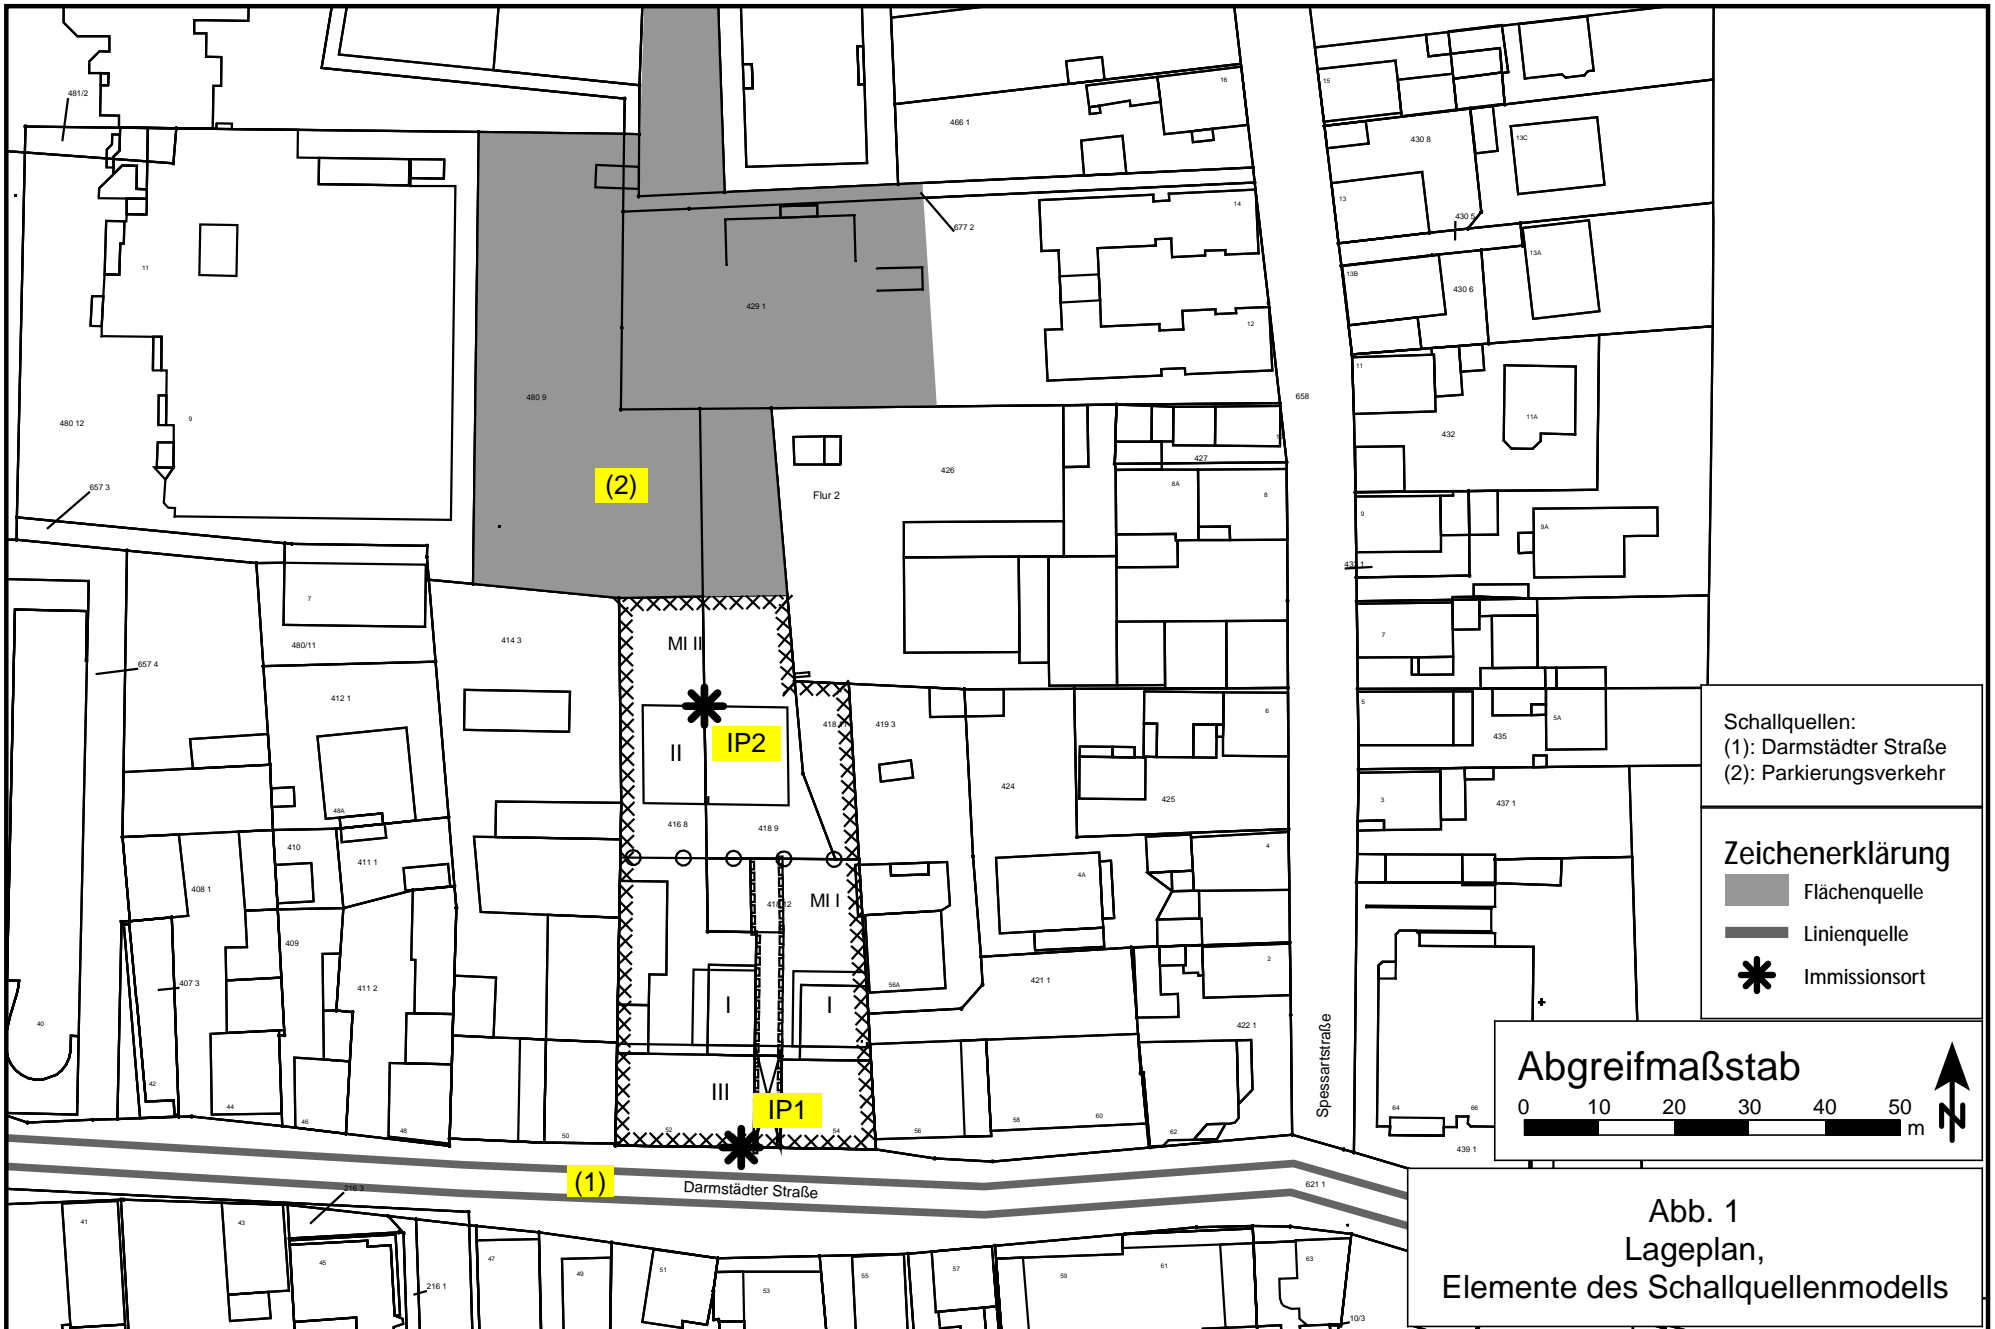 481/2
16
15
466 1
430 8
13C
13
14
430 5
677 2
13A
11
13B
430 6
429 1
12
11
658
480 9
480 12
9
11A
432
427
426
(2)
8A
8
657 3
Flur 2
9
9A
7
7
414 3
MI II
480/11
657 4
412 1
5
6
5A
418 11
419 3
435
IP2
II
Schallquellen:
(1): Darmstädter Straße
(2): Parkierungsverkehr
424
425
3
437 1
48A
416 8
418 9
410
411 1
4
Zeichenerklärung
4A
408 1
Flächenquelle
418 12
MI I
Linienquelle
409
2
407 3
411 2
56A
421 1
Immissionsort
I
I
40
422 1
Spessartstraße
Abgreifmaßstab
42
III
0 10 20 30 40 50
m
N
44
46
48
50
52
IP1
54
56
58
60
62
64
66
439 1
(1)
Darmstädter Straße
216 3
621 1
41
43
45
47
49
51
53
55
57
59
61
63
216 1
10/3
Abb. 1
Lageplan,
Elemente des Schallquellenmodells